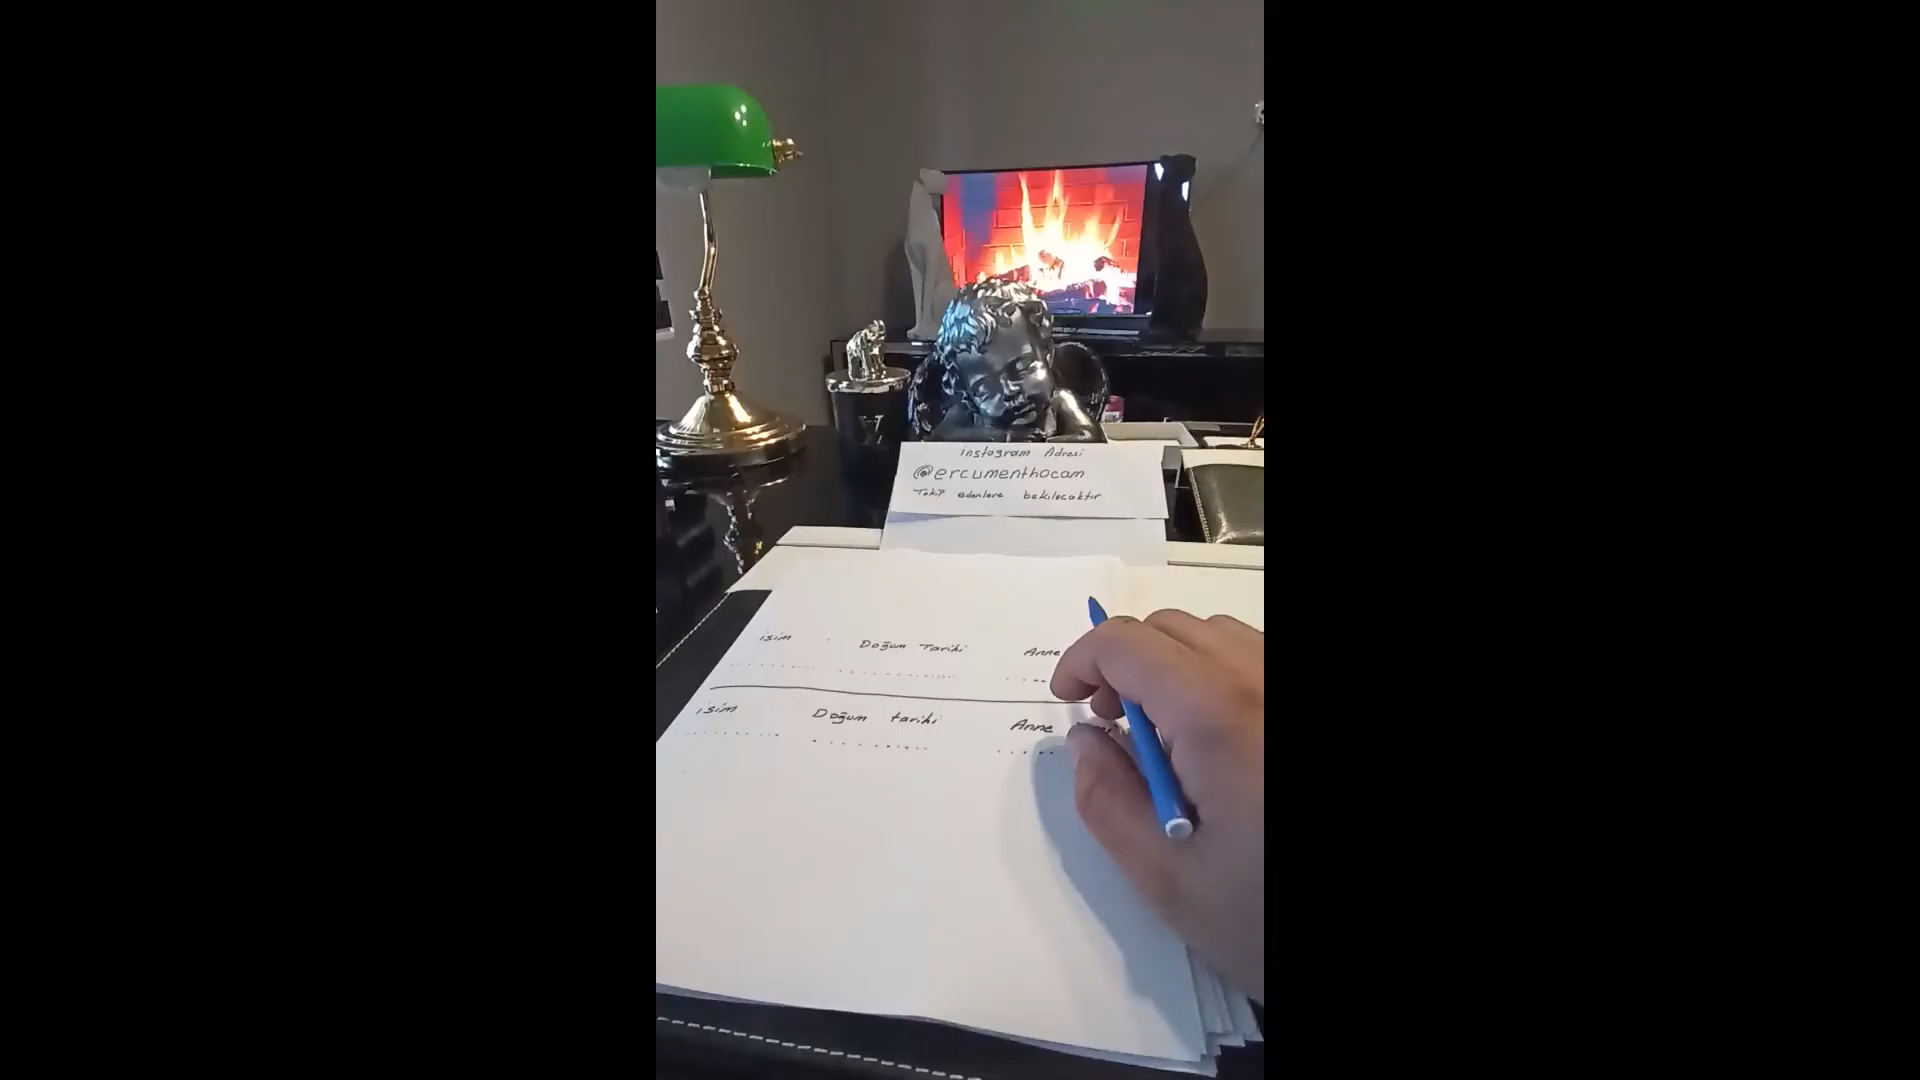 instagram Adresi
@ercumenthocam
Takip edenlere bakılacaktır
isim Doğum Tarihi Anne
isim Doğum tarihi Anne